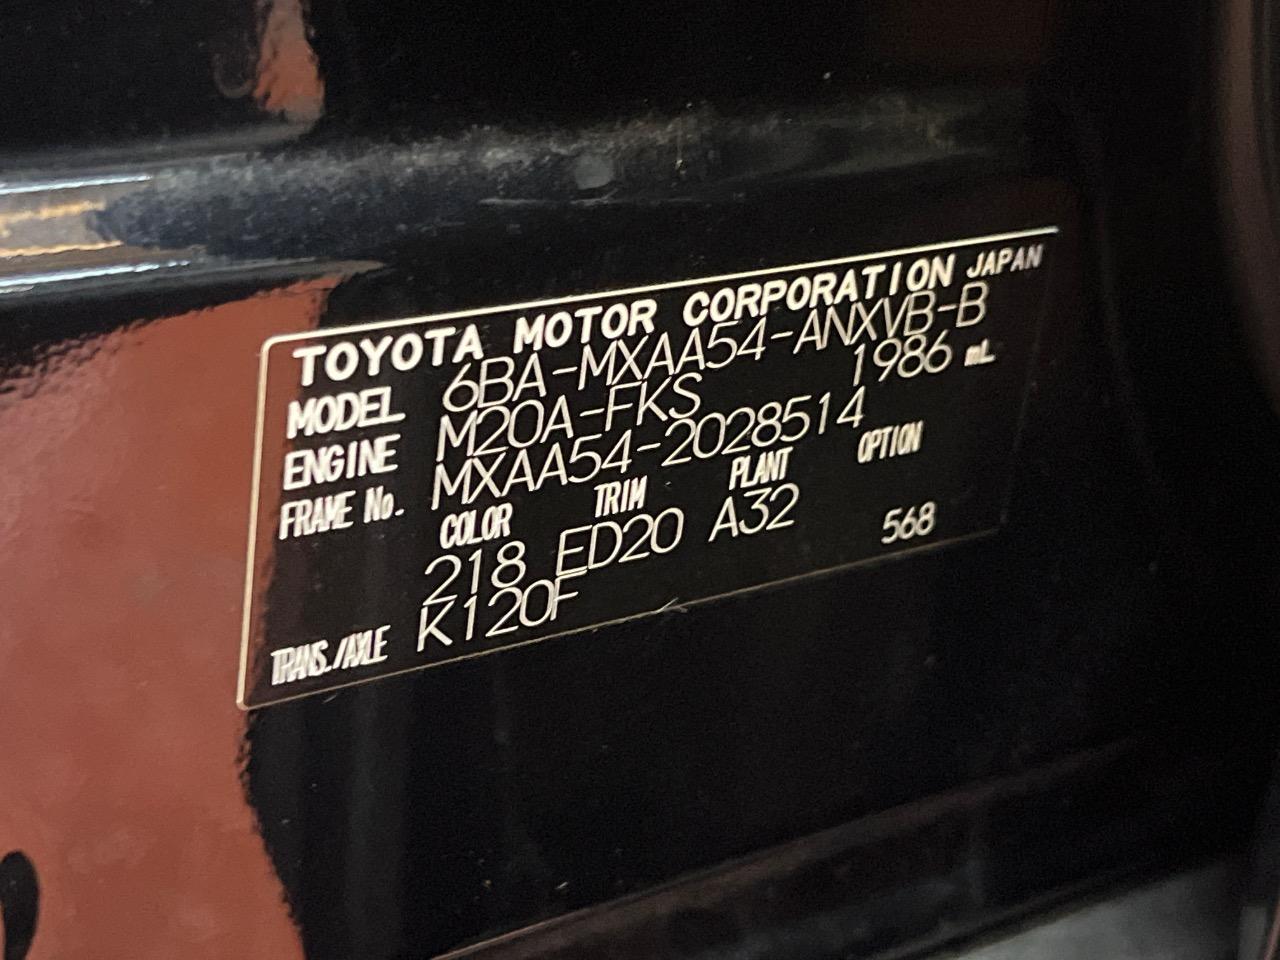 TOYOTA MOTOR CORPORATION JAPAN
MODEL 6BA-MXAA54-ANXVB-B
ENGINE M20A-FKS 1986 mL
FRAME No. MXAA54-2028514
COLOR TRIM PLANT OPTION
218 ED20 A32 568
TRANS./AXLE K120F